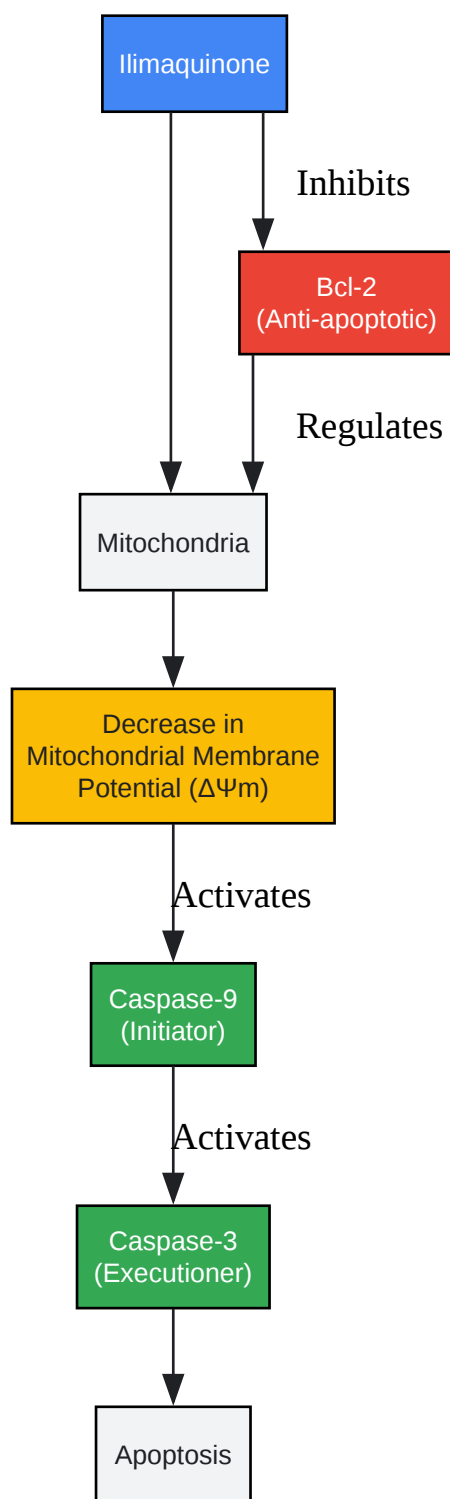 Ilimaquinone
Inhibits
Bcl-2
(Anti-apoptotic)
Regulates
Mitochondria
Decrease in
Mitochondrial Membrane
Potential (ΔΨm)
Activates
Caspase-9
(Initiator)
Activates
Caspase-3
(Executioner)
Apoptosis